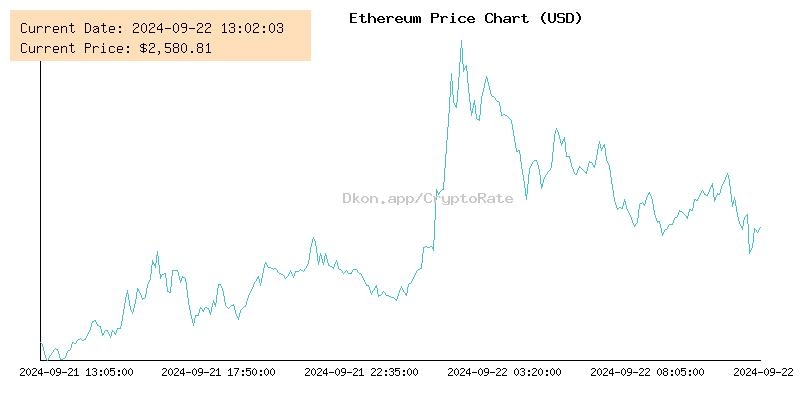 Ethereum Price Chart (USD)
Current Date: 2024-09-22 13:02:03
Current Price: $2,580.81
Dkon.app/CryptoRate
2024-09-21 13:05:00 2024-09-21 17:50:00 2024-09-21 22:35:00 2024-09-22 03:20:00 2024-09-22 08:05:00 2024-09-22